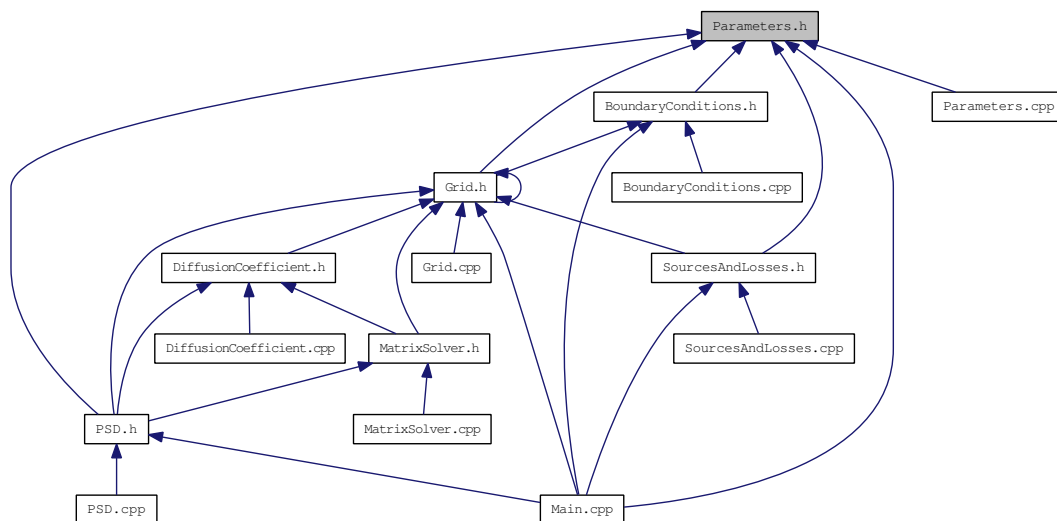 Parameters.h
BoundaryConditions.h
Parameters.cpp
Grid.h
BoundaryConditions.cpp
DiffusionCoefficient.h
Grid.cpp
SourcesAndLosses.h
DiffusionCoefficient.cpp
MatrixSolver.h
SourcesAndLosses.cpp
PSD.h
MatrixSolver.cpp
PSD.cpp
Main.cpp